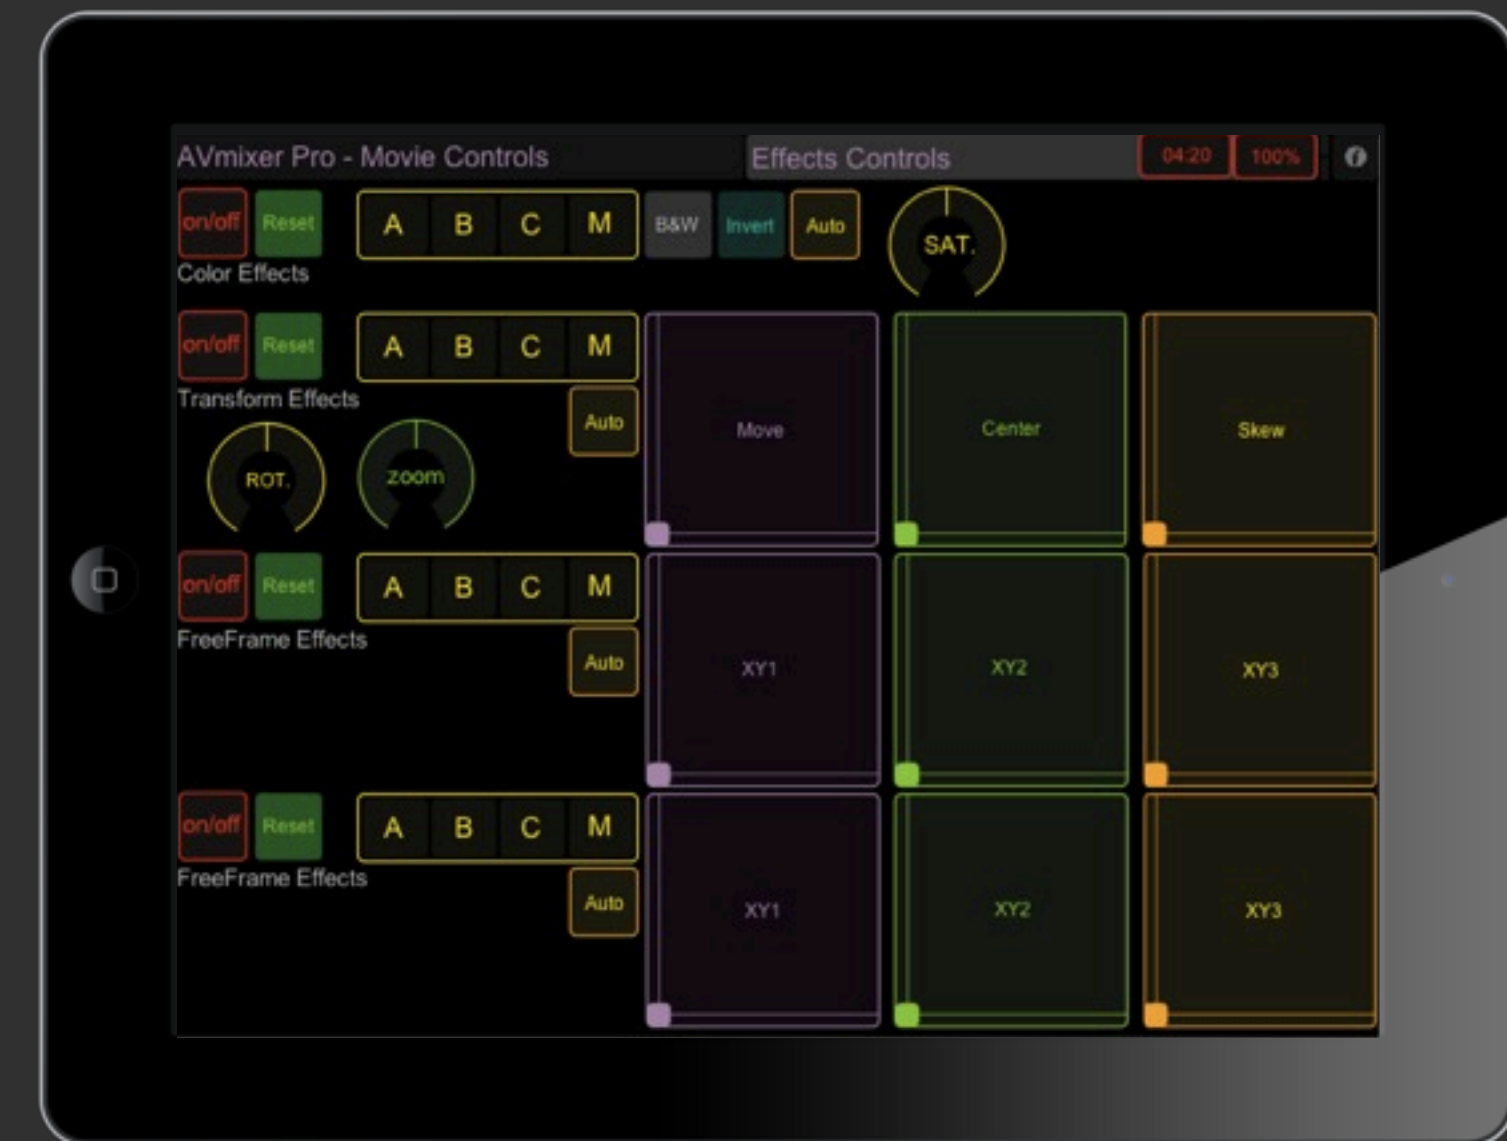 AVmixer Pro - Movie Controls
Effects Controls
04:20
100%
on/off
Reset
A B C M
B&W
Invert
Auto
SAT.
Color Effects
on/off
Reset
A B C M
Transform Effects
Auto
ROT.
zoom
Move
Center
Skew
on/off
Reset
A B C M
FreeFrame Effects
Auto
XY1
XY2
XY3
on/off
Reset
A B C M
FreeFrame Effects
Auto
XY1
XY2
XY3